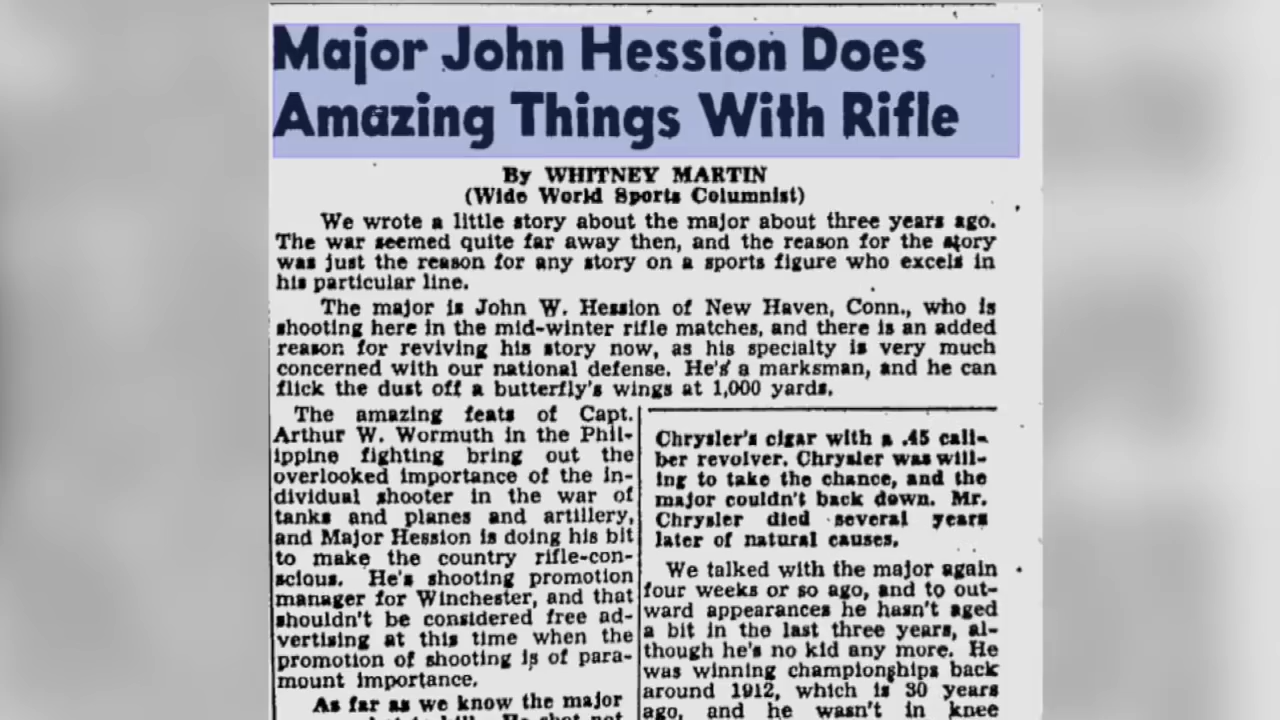 Major John Hession Does
Amazing Things With Rifle
By WHITNEY MARTIN
(Wide World Sports Columnist)
We wrote a little story about the major about three years ago.
The war seemed quite far away then, and the reason for the story
was just the reason for any story on a sports figure who excels in
his particular line.
The major is John W. Hession of New Haven, Conn., who is
shooting here in the mid-winter rifle matches, and there is an added
reason for reviving his story now, as his specialty is very much
concerned with our national defense. He's a marksman, and he can
flick the dust off a butterfly's wings at 1,000 yards.
The amazing feats of Capt.
Arthur W. Wormuth in the Phil-
ippine fighting bring out the
overlooked importance of the in-
dividual shooter in the war of
tanks and planes and artillery,
and Major Hession is doing his bit
to make the country rifle-con-
scious. He's shooting promotion
manager for Winchester, and that
shouldn't be considered free ad-
vertising at this time when the
promotion of shooting is of para-
mount importance.
As far as we know the major
Chrysler's cigar with a .45 cali-
ber revolver. Chrysler was will-
ing to take the chance, and the
major couldn't back down. Mr.
Chrysler died several years
later of natural causes.
We talked with the major again
four weeks or so ago, and to out-
ward appearances he hasn't aged
a bit in the last three years, al-
though he's no kid any more. He
was winning championships back
around 1912, which is 30 years
ago, and he wasn't in knee